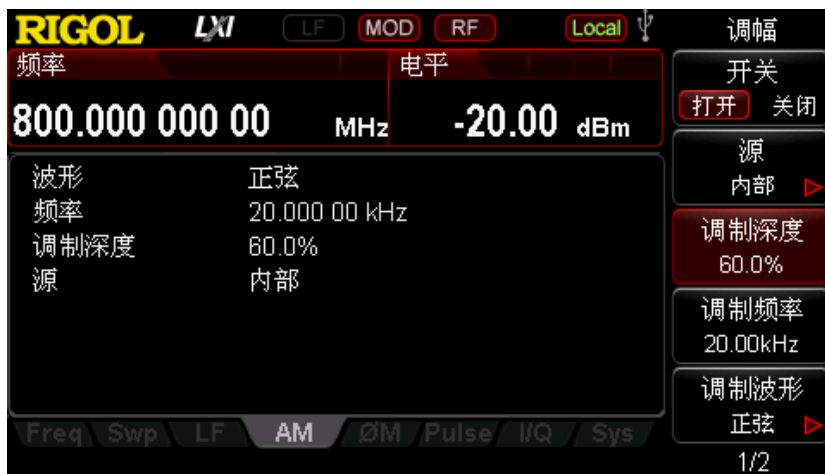 RIGOL LXI LF MOD RF Local 调幅
频率 电平
800.000 000 00 MHz -20.00 dBm
开关
打开 关闭
源
内部
调制深度
60.0%
调制频率
20.00kHz
调制波形
正弦
1/2
波形 正弦
频率 20.000 00 kHz
调制深度 60.0%
源 内部
Freq Swp LF AM ØM Pulse I/Q Sys